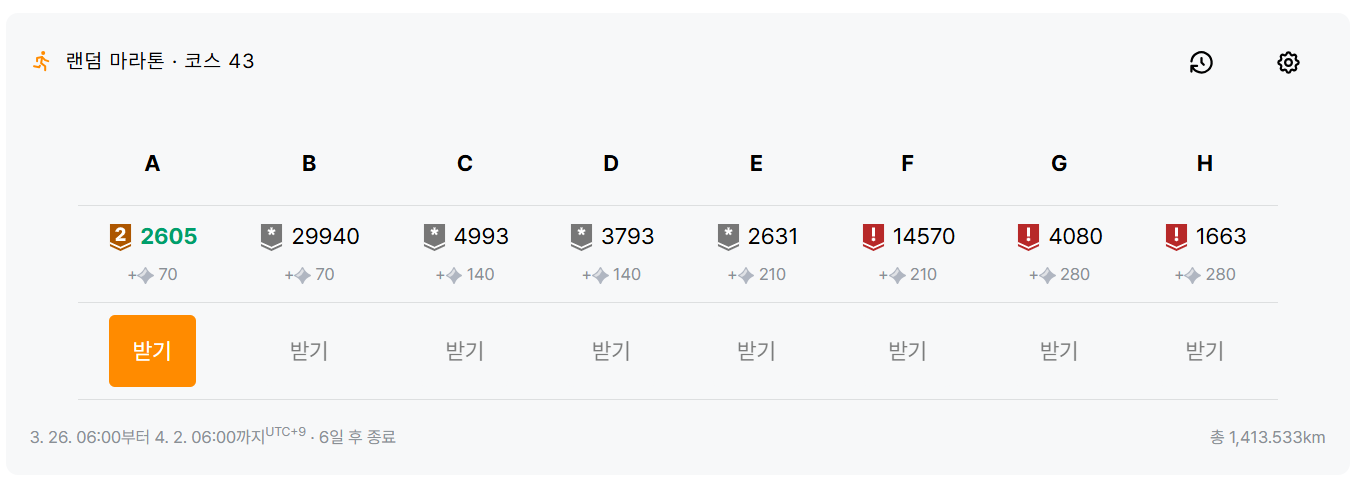 랜덤 마라톤 · 코스 43
A B C D E F G H
2 2605 * 29940 * 4993 * 3793 * 2631 ! 14570 ! 4080 ! 1663
+70 +70 +140 +140 +210 +210 +280 +280
받기 받기 받기 받기 받기 받기 받기 받기
3. 26. 06:00부터 4. 2. 06:00까지UTC+9 · 6일 후 종료 총 1,413.533km